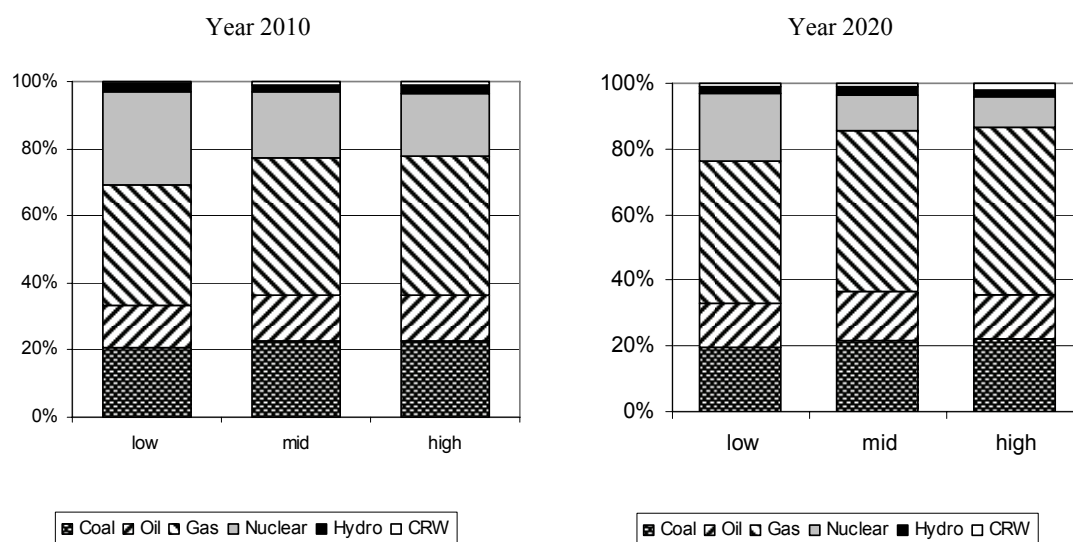 Year 2010
100%
80%
60%
40%
20%
0%
low mid high
Coal Oil Gas Nuclear Hydro CRW
Year 2020
100%
80%
60%
40%
20%
0%
low mid high
Coal Oil Gas Nuclear Hydro CRW